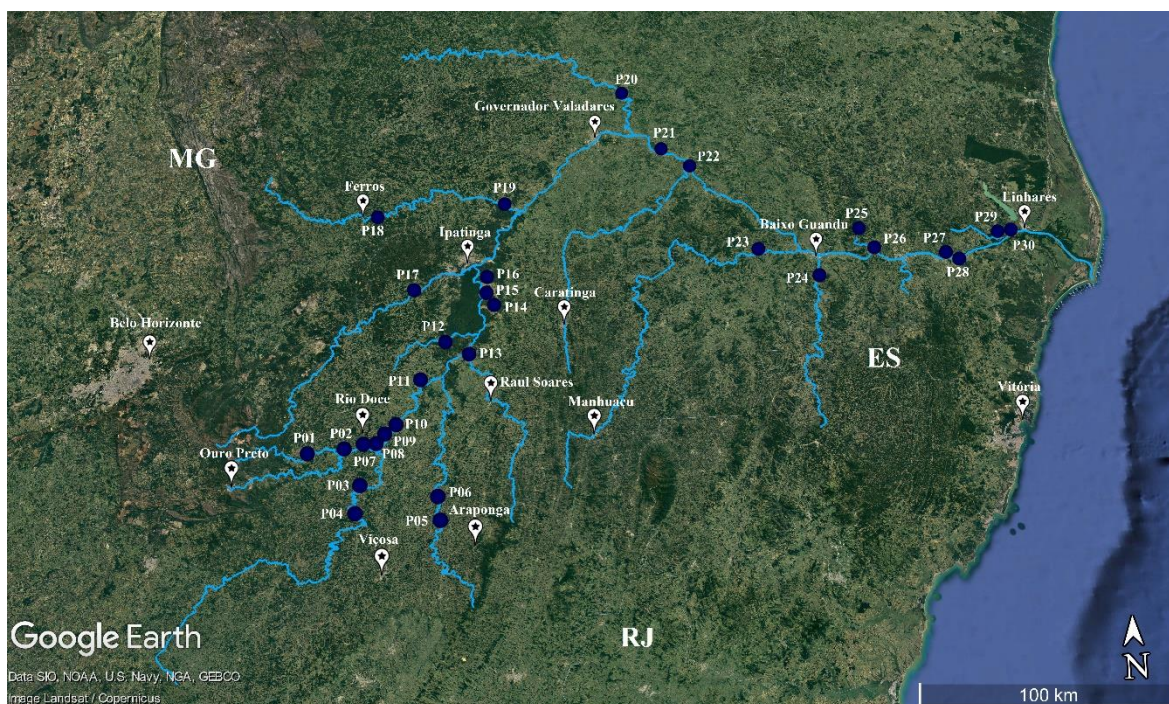 P20
Governador Valadares
P21
P22
MG
Ferros
P18
P19
Ipatinga
P17
P16
P15
P14
Caratinga
P23
Baixo Guandu
P24
P25
P26
P27
P28
P29
P30
Linhares
Belo Horizonte
P12
P13
P11
Raul Soares
Rio Doce
P10
P09
P08
P07
P02
P01
Ouro Preto
Manhuaçu
ES
Vitória
P03
P04
P06
P05
Araponga
Viçosa
RJ
Google Earth
Data SIO, NOAA, U.S. Navy, NGA, GEBCO
Image Landsat / Copernicus
N
100 km